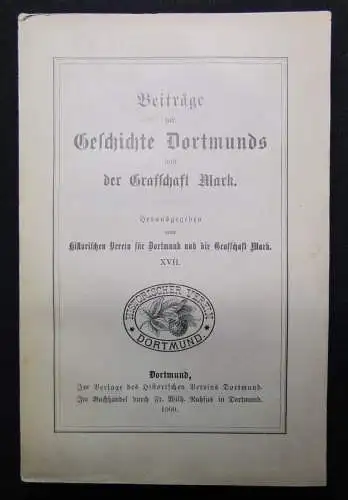 Beiträge
zur
Geschichte Dortmunds
und
der Grafschaft Mark.
Herausgegeben
vom
Historischen Verein für Dortmund und die Grafschaft Mark.
XVII.
HISTORISCHER VEREIN
DORTMUND.
Dortmund,
Im Verlage des Historischen Vereins Dortmund.
Im Buchhandel durch Fr. Wilh. Ruhfus in Dortmund.
1909.